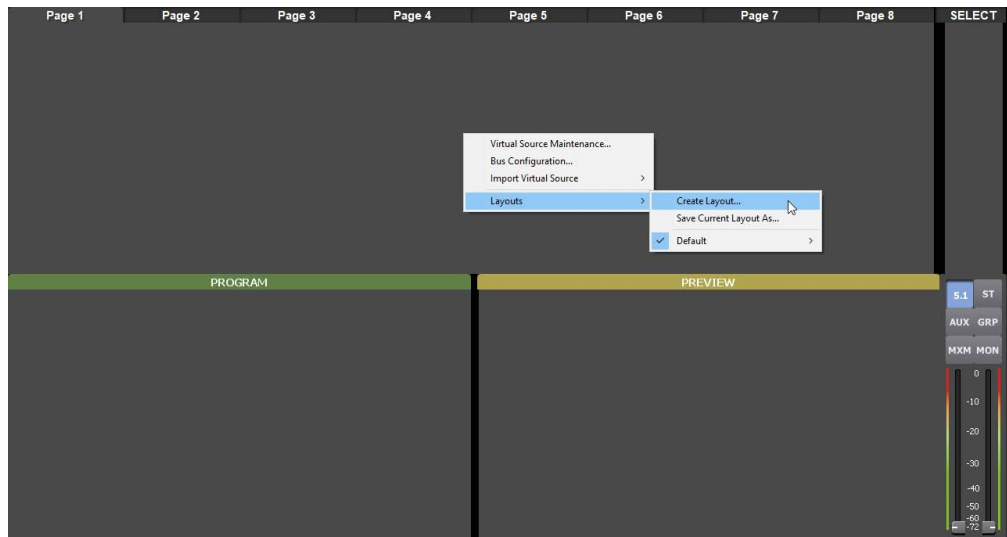 Page 1 Page 2 Page 3 Page 4 Page 5 Page 6 Page 7 Page 8 SELECT
Virtual Source Maintenance...
Bus Configuration...
Import Virtual Source
Layouts
Create Layout...
Save Current Layout As...
Default
PROGRAM PREVIEW
5.1 ST
AUX GRP
MXM MON
0
-10
-20
-30
-40
-50
-60
-72